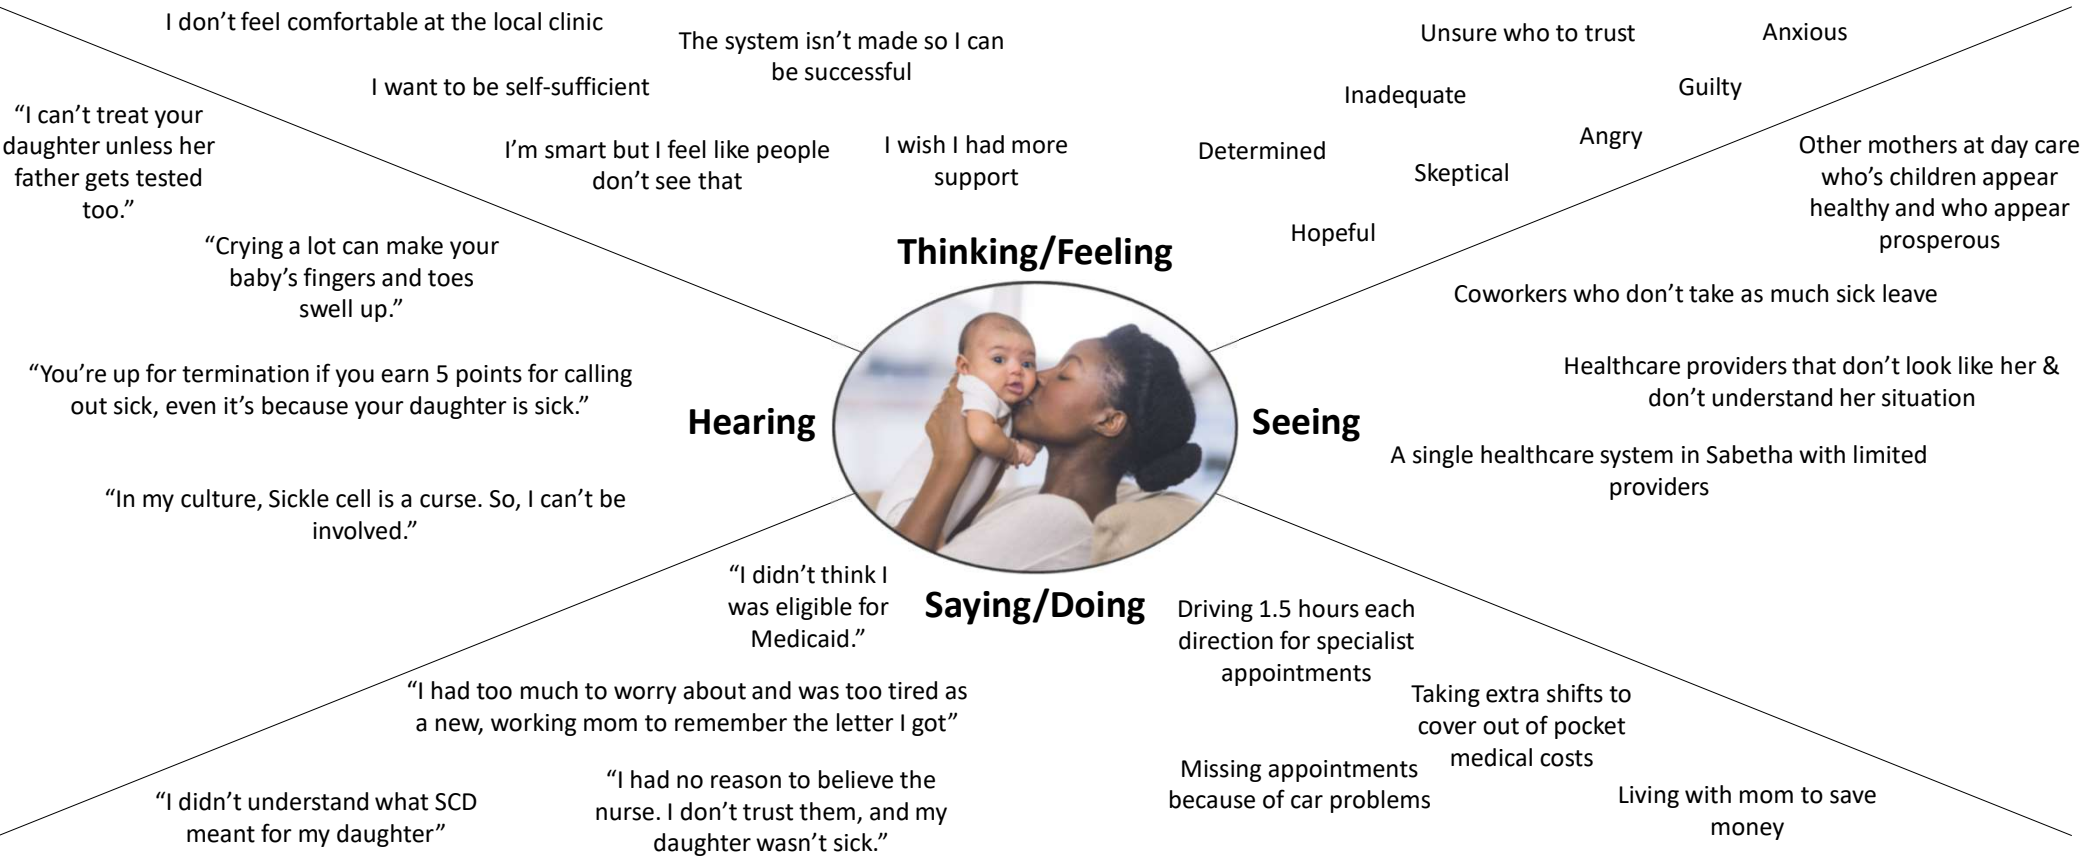 I don’t feel comfortable at the local clinic
The system isn’t made so I can
be successful
I want to be self-sufficient
I’m smart but I feel like people
don’t see that
I wish I had more
support
Unsure who to trust
Anxious
Inadequate
Guilty
Determined
Angry
Skeptical
Hopeful
Thinking/Feeling
“I can’t treat your
daughter unless her
father gets tested
too.”
“Crying a lot can make your
baby’s fingers and toes
swell up.”
“You’re up for termination if you earn 5 points for calling
out sick, even it’s because your daughter is sick.”
Hearing
“In my culture, Sickle cell is a curse. So, I can’t be
involved.”
Other mothers at day care
who’s children appear
healthy and who appear
prosperous
Coworkers who don’t take as much sick leave
Healthcare providers that don’t look like her &
don’t understand her situation
Seeing
A single healthcare system in Sabetha with limited
providers
“I didn’t think I
was eligible for
Medicaid.”
Saying/Doing
Driving 1.5 hours each
direction for specialist
appointments
“I had too much to worry about and was too tired as
a new, working mom to remember the letter I got”
Taking extra shifts to
cover out of pocket
medical costs
“I didn’t understand what SCD
meant for my daughter”
“I had no reason to believe the
nurse. I don’t trust them, and my
daughter wasn’t sick.”
Missing appointments
because of car problems
Living with mom to save
money